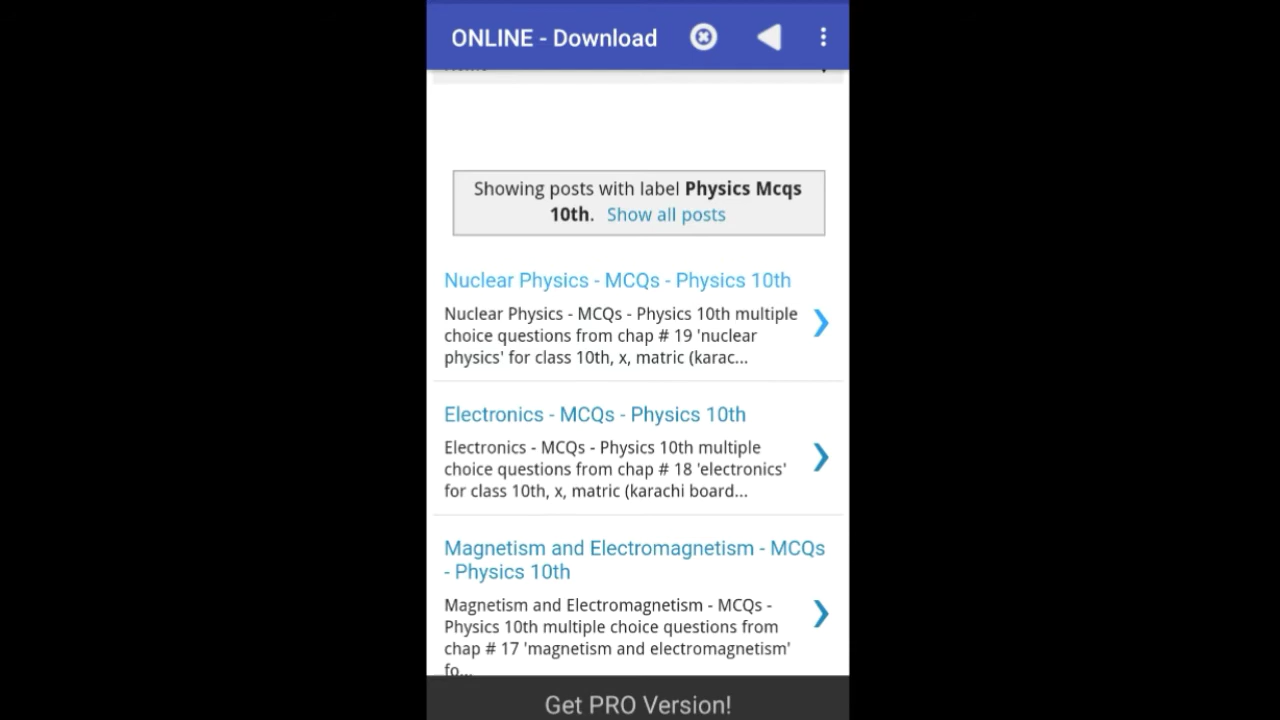 ONLINE - Download
Showing posts with label Physics Mcqs
10th. Show all posts
Nuclear Physics - MCQs - Physics 10th
Nuclear Physics - MCQs - Physics 10th multiple
choice questions from chap # 19 'nuclear
physics' for class 10th, x, matric (karac...
Electronics - MCQs - Physics 10th
Electronics - MCQs - Physics 10th multiple
choice questions from chap # 18 'electronics'
for class 10th, x, matric (karachi board...
Magnetism and Electromagnetism - MCQs
- Physics 10th
Magnetism and Electromagnetism - MCQs -
Physics 10th multiple choice questions from
chap # 17 'magnetism and electromagnetism'
fo...
Get PRO Version!